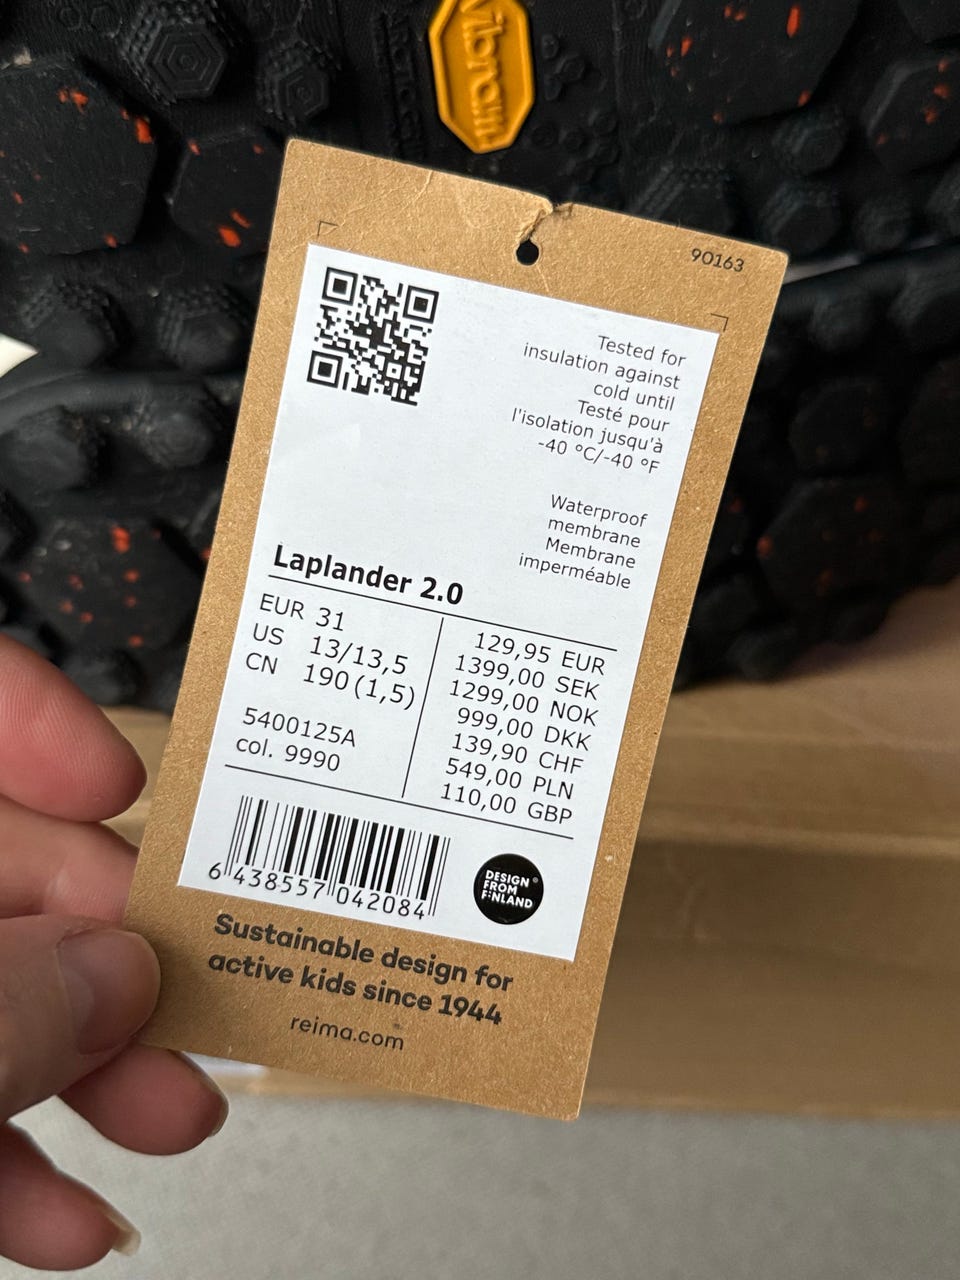 Vibram
90163
Tested for
insulation against
cold until
Testé pour
l'isolation jusqu'à
-40 °C/-40 °F
Waterproof
membrane
Membrane
imperméable
Laplander 2.0
EUR 31
US 13/13,5
CN 190(1,5)
5400125A
col. 9990
129,95 EUR
1399,00 SEK
1299,00 NOK
999,00 DKK
139,90 CHF
549,00 PLN
110,00 GBP
6 438557 042084
DESIGN
FROM
FINLAND
Sustainable design for
active kids since 1944
reima.com